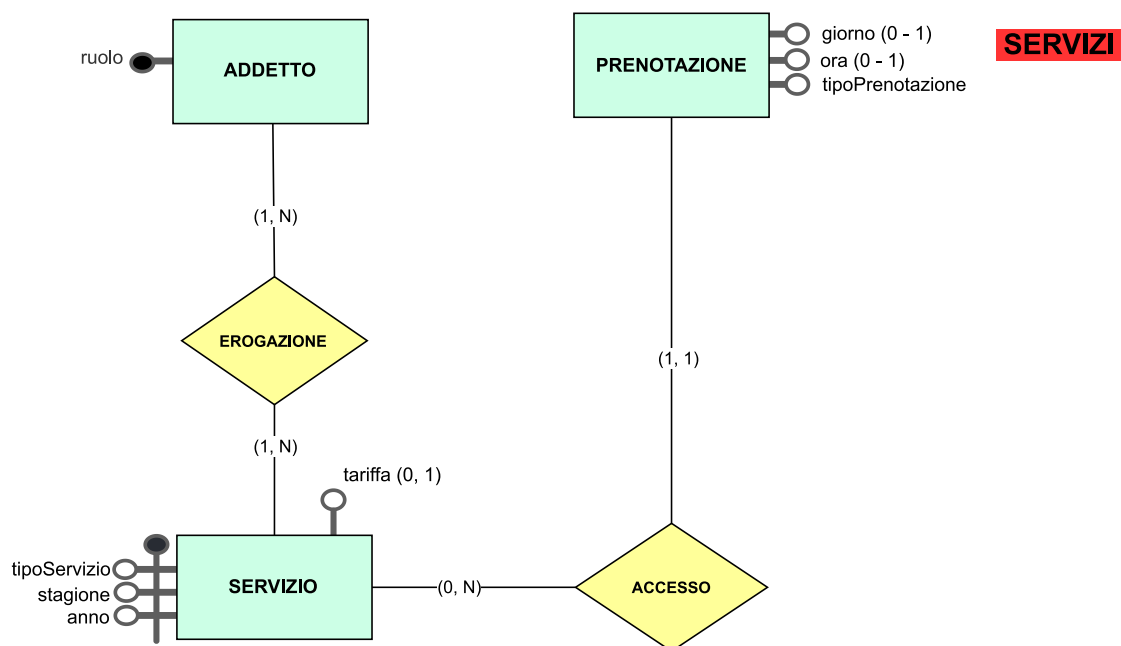 ruolo
ADDETTO
PRENOTAZIONE
giorno (0 - 1)
ora (0 - 1)
tipoPrenotazione
SERVIZI
(1, N)
EROGAZIONE
(1, 1)
(1, N)
tariffa (0, 1)
tipoServizio
stagione
anno
SERVIZIO
(0, N)
ACCESSO